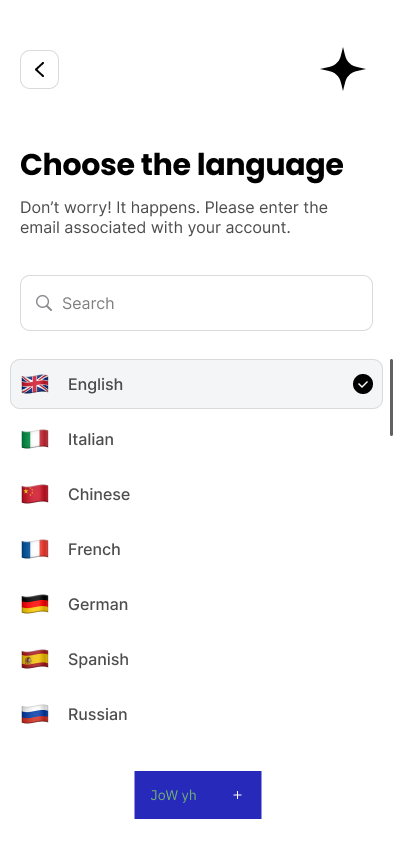 Choose the language
Don’t worry! It happens. Please enter the
email associated with your account.
Search
English
Italian
Chinese
French
German
Spanish
Russian
JoW yh +